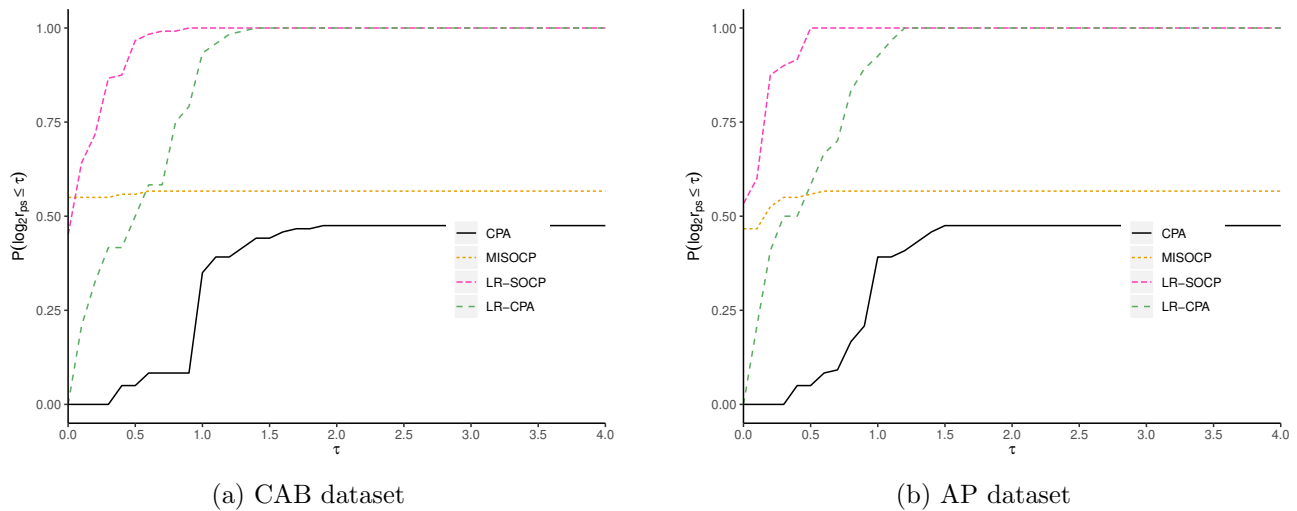 1.00
0.75
0.50
0.25
0.00
P(log₂rₚₛ ≤ τ)
0.0 0.5 1.0 1.5 2.0 2.5 3.0 3.5 4.0
τ
CPA
MISOCP
LR−SOCP
LR−CPA
(a) CAB dataset
1.00
0.75
0.50
0.25
0.00
P(log₂rₚₛ ≤ τ)
0.0 0.5 1.0 1.5 2.0 2.5 3.0 3.5 4.0
τ
CPA
MISOCP
LR−SOCP
LR−CPA
(b) AP dataset